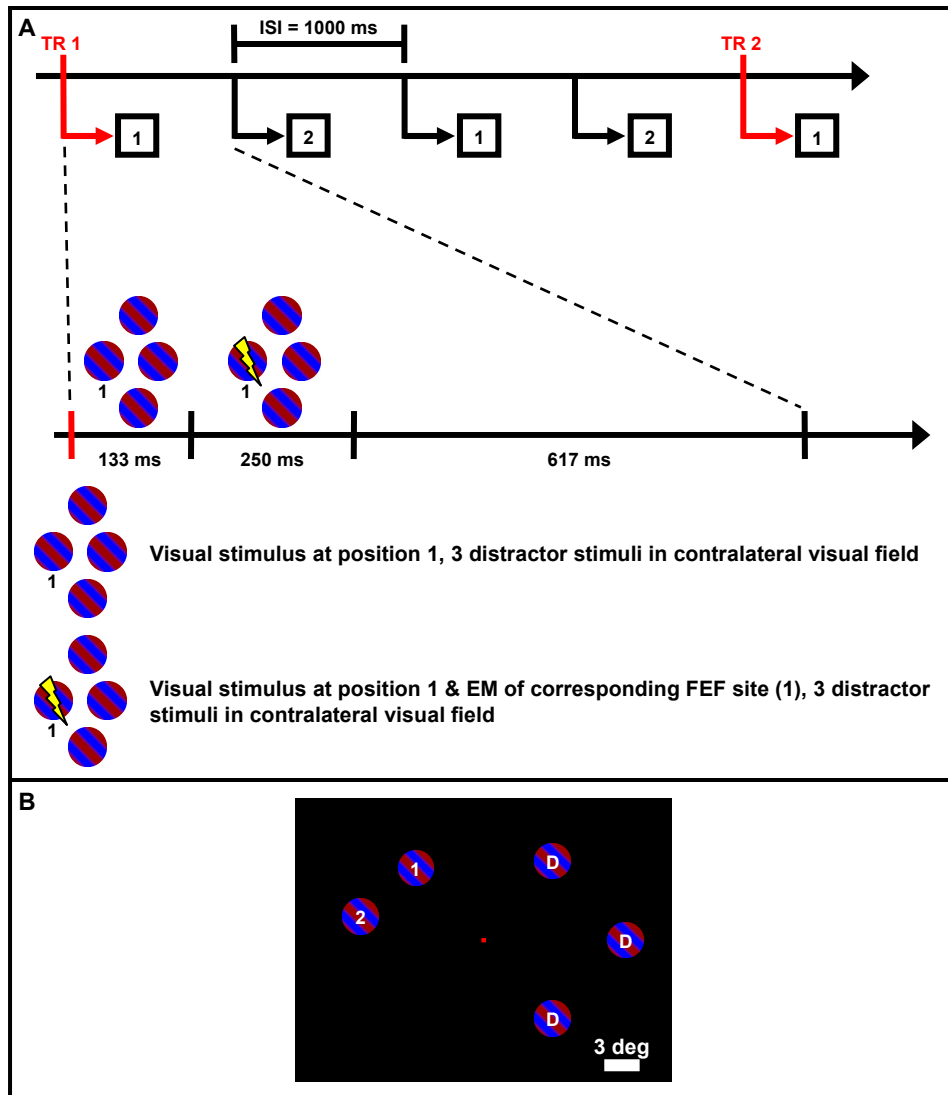 A
ISI = 1000 ms
TR 1
TR 2
1
2
1
2
1
1
1
133 ms
250 ms
617 ms
Visual stimulus at position 1, 3 distractor stimuli in contralateral visual field
1
Visual stimulus at position 1 & EM of corresponding FEF site (1), 3 distractor
stimuli in contralateral visual field
1
B
1
D
2
D
D
3 deg